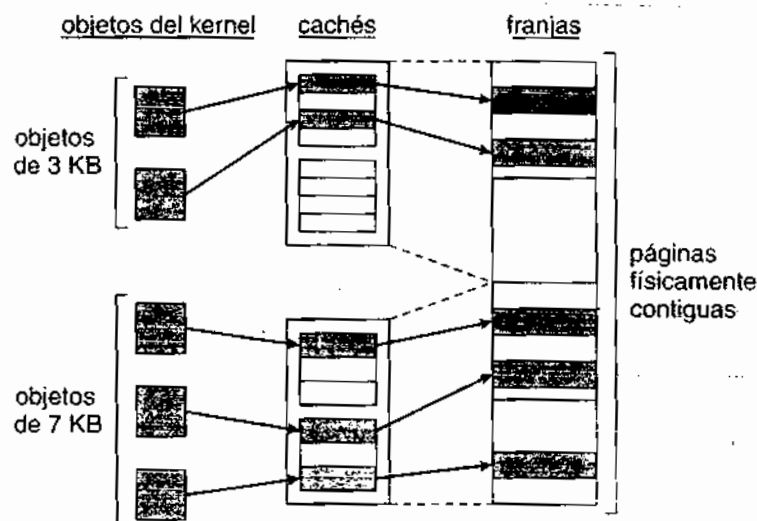 objetos del kernel
cachés
franjas
objetos
de 3 KB
objetos
de 7 KB
páginas
físicamente
contiguas